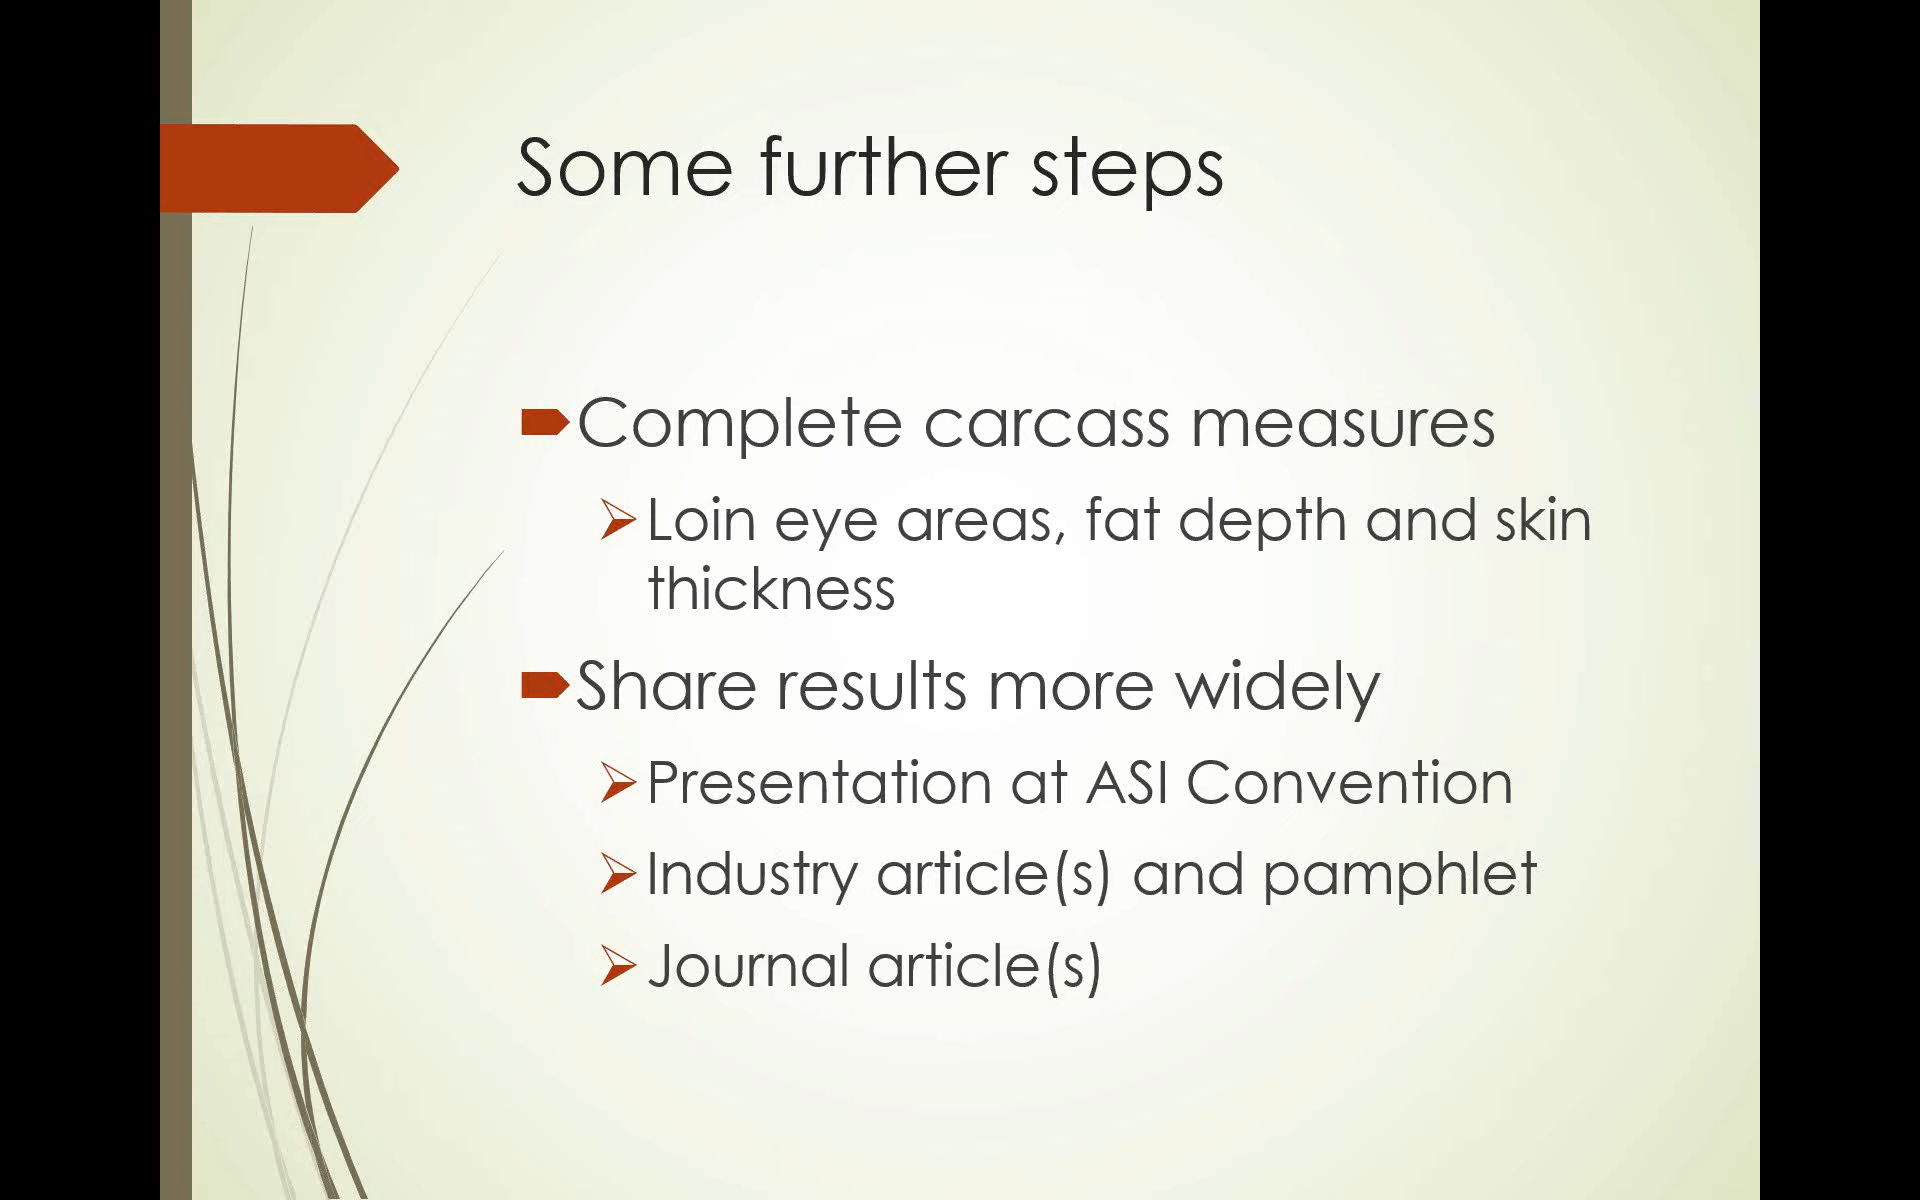 Some further steps
Complete carcass measures
Loin eye areas, fat depth and skin
thickness
Share results more widely
Presentation at ASI Convention
Industry article(s) and pamphlet
Journal article(s)